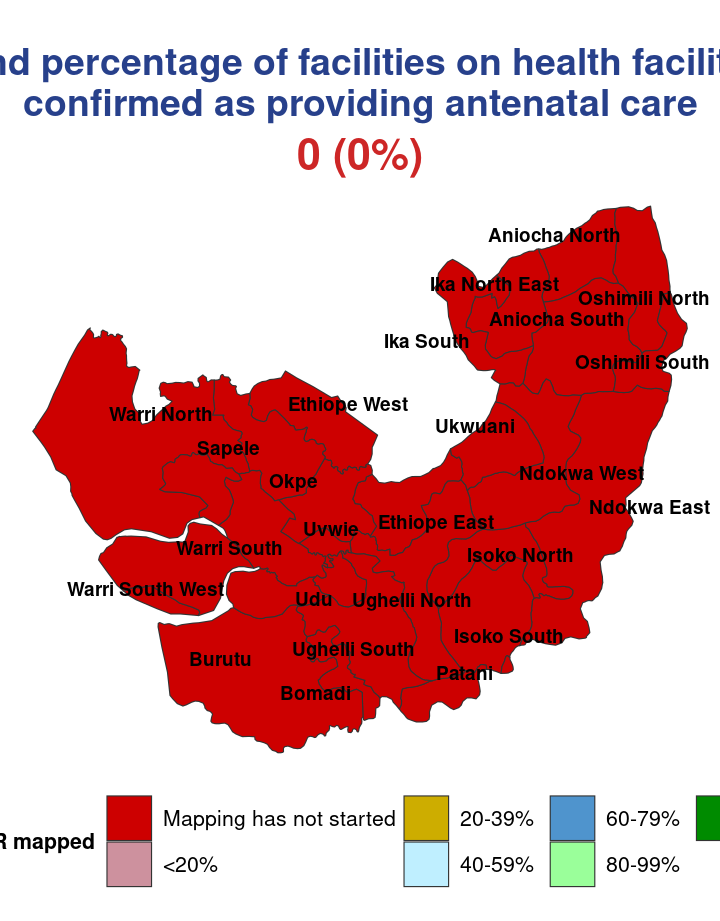 nd percentage of facilities on health facilit
confirmed as providing antenatal care
0 (0%)
Aniocha North
Ika North East
Oshimili North
Aniocha South
Ika South
Oshimili South
Ethiope West
Warri North
Ukwuani
Sapele
Ndokwa West
Okpe
Ndokwa East
Ethiope East
Uvwie
Warri South
Isoko North
Warri South West
Udu
Ughelli North
Isoko South
Ughelli South
Burutu
Patani
Bomadi
R mapped
Mapping has not started
20-39%
60-79%
<20%
40-59%
80-99%